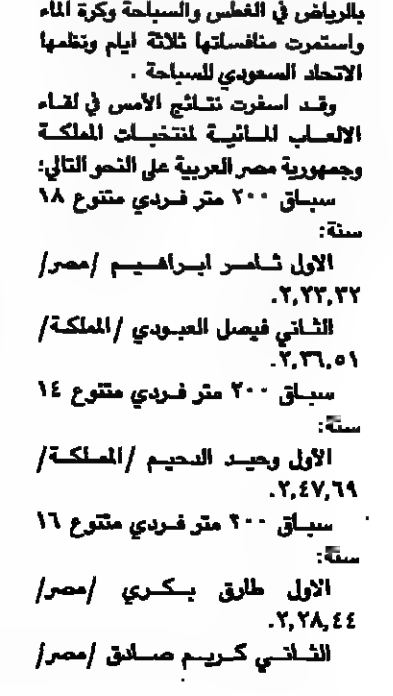 بالرياض في الغطس والسباحة وكرة الماء
واستمرت منافساتها ثلاثة ايام ونظمها
الاتحاد السعودي للسباحة .
وقد اسفرت نتائج الأمس في لقاء
الالعاب المائية لمنتخبات المملكة
وجمهورية مصر العربية على النحو التالي:
سباق ٢٠٠ متر فردي متنوع ١٨
سنة:
الاول ثامر ابراهيم /مصر/
٢,٢٣,٣٢.
الثاني فيصل العبودي /المملكة/
٢,٣٦,٥١.
سباق ٢٠٠ متر فردي متنوع ١٤
سنة:
الأول وحيد الدحيم /المملكة/
٢,٤٧,٦٩.
سباق ٢٠٠ متر فردي متنوع ١٦
سنة:
الاول طارق بكري /مصر/
٢,٢٨,٤٤.
الثاني كريم صادق /مصر/